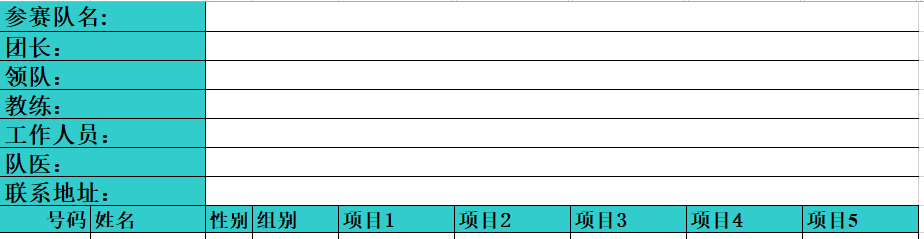 参赛队名:
团长：
领队：
教练：
工作人员：
队医：
联系地址：
号码 姓名 性别 组别 项目1 项目2 项目3 项目4 项目5